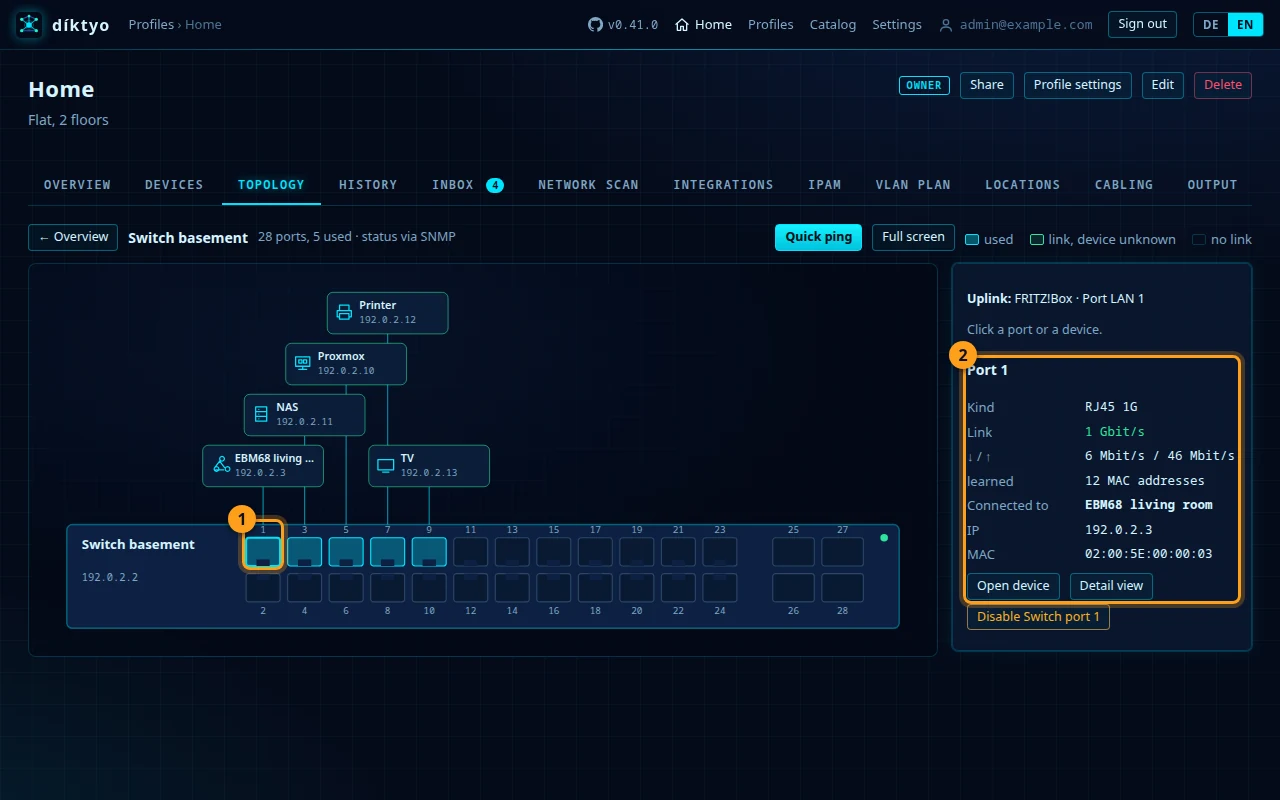 diktyo Profiles › Home v0.41.0 Home Profiles Catalog Settings admin@example.com Sign out DE EN
Home
Flat, 2 floors
OWNER Share Profile settings Edit Delete
OVERVIEW DEVICES TOPOLOGY HISTORY INBOX 4 NETWORK SCAN INTEGRATIONS IPAM VLAN PLAN LOCATIONS CABLING OUTPUT
← Overview Switch basement 28 ports, 5 used · status via SNMP Quick ping Full screen used link, device unknown no link
Printer
192.0.2.12
Proxmox
192.0.2.10
NAS
192.0.2.11
EBM68 living ...
192.0.2.3
TV
192.0.2.13
1
1 3 5 7 9 11 13 15 17 19 21 23 25 27
Switch basement
192.0.2.2
2 4 6 8 10 12 14 16 18 20 22 24 26 28
Uplink: FRITZ!Box · Port LAN 1
Click a port or a device.
2
Port 1
Kind RJ45 1G
Link 1 Gbit/s
↓ / ↑ 6 Mbit/s / 46 Mbit/s
learned 12 MAC addresses
Connected to EBM68 living room
IP 192.0.2.3
MAC 02:00:5E:00:00:03
Open device Detail view
Disable Switch port 1